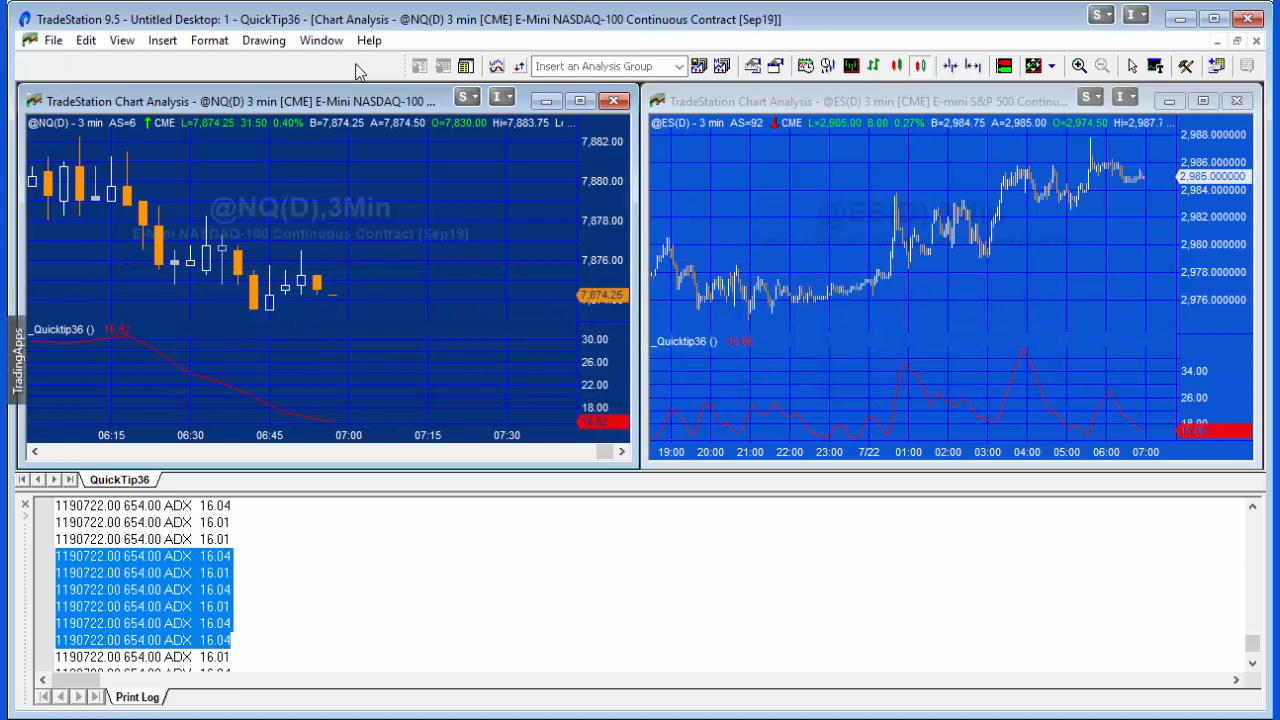 TradeStation 9.5 - Untitled Desktop: 1 - QuickTip36 - [Chart Analysis - @NQ(D) 3 min [CME] E-Mini NASDAQ-100 Continuous Contract [Sep19]]
S I
File Edit View Insert Format Drawing Window Help
Insert an Analysis Group
TradeStation Chart Analysis - @NQ(D) 3 min [CME] E-Mini NASDAQ-100 ...
S I
@NQ(D) - 3 min AS=6 CME L=7,874.25 31.50 0.40% B=7,874.25 A=7,874.50 O=7,830.00 Hi=7,883.75 L ...
7,882.00
7,880.00
7,878.00
7,876.00
7,874.25
@NQ(D),3Min
E-Mini NASDAQ-100 Continuous Contract [Sep19]
_Quicktip36 () 16.62
30.00
26.00
22.00
18.00
16.62
06:15 06:30 06:45 07:00 07:15 07:30
TradingApps
TradeStation Chart Analysis - @ES(D) 3 min [CME] E-mini S&P 500 Continu...
S I
@ES(D) - 3 min AS=92 CME L=2,985.00 8.00 0.27% B=2,984.75 A=2,985.00 O=2,974.50 Hi=2,987.7 ...
2,988.000000
2,986.000000
2,985.000000
2,984.000000
2,982.000000
2,980.000000
2,978.000000
2,976.000000
@ES(D),3Min
_Quicktip36 ()
34.00
26.00
18.00
19:00 20:00 21:00 22:00 23:00 7/22 01:00 02:00 03:00 04:00 05:00 06:00 07:00
QuickTip36
1190722.00 654.00 ADX 16.04
1190722.00 654.00 ADX 16.01
1190722.00 654.00 ADX 16.01
1190722.00 654.00 ADX 16.04
1190722.00 654.00 ADX 16.01
1190722.00 654.00 ADX 16.04
1190722.00 654.00 ADX 16.01
1190722.00 654.00 ADX 16.04
1190722.00 654.00 ADX 16.04
1190722.00 654.00 ADX 16.01
Print Log